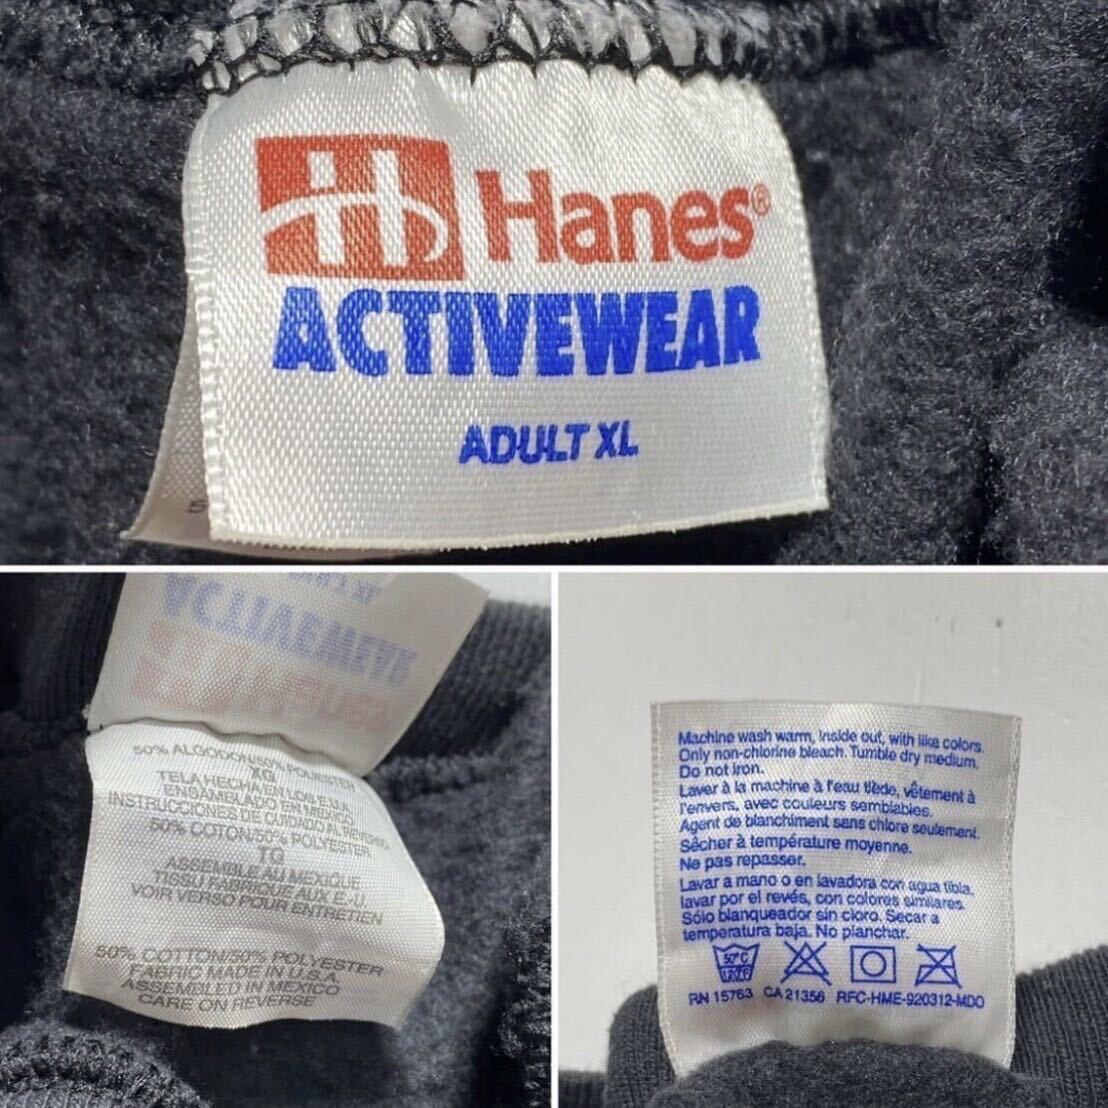 Hanes®
ACTIVEWEAR
ADULT XL
5
ACTIVEWEAR
50% ALGODON/50% POLIESTER
XG
TELA HECHA EN LOS E.U.A.
ENSAMBLADO EN MEXICO
INSTRUCCIONES DE CUIDADO AL REVERSO
50% COTON/50% POLYESTER
TG
ASSEMBLE AU MEXIQUE
TISSU FABRIQUE AUX E-U
VOIR VERSO POUR ENTRETIEN
50% COTTON/50% POLYESTER
FABRIC MADE IN U.S.A
ASSEMBLED IN MEXICO
CARE ON REVERSE
Machine wash warm, inside out, with like colors.
Only non-chlorine bleach. Tumble dry medium.
Do not iron.
Laver à la machine à l'eau tiède, vêtement à
l'envers, avec couleurs semblables.
Agent de blanchiment sans chlore seulement.
Sécher à température moyenne.
Ne pas repasser.
Lavar a mano o en lavadora con agua tibia,
lavar por el revés, con colores similares.
Sólo blanqueador sin cloro. Secar a
temperatura baja. No planchar.
50°C
120°F
RN 15763 CA 21356 RFC-HME-920312-MD0